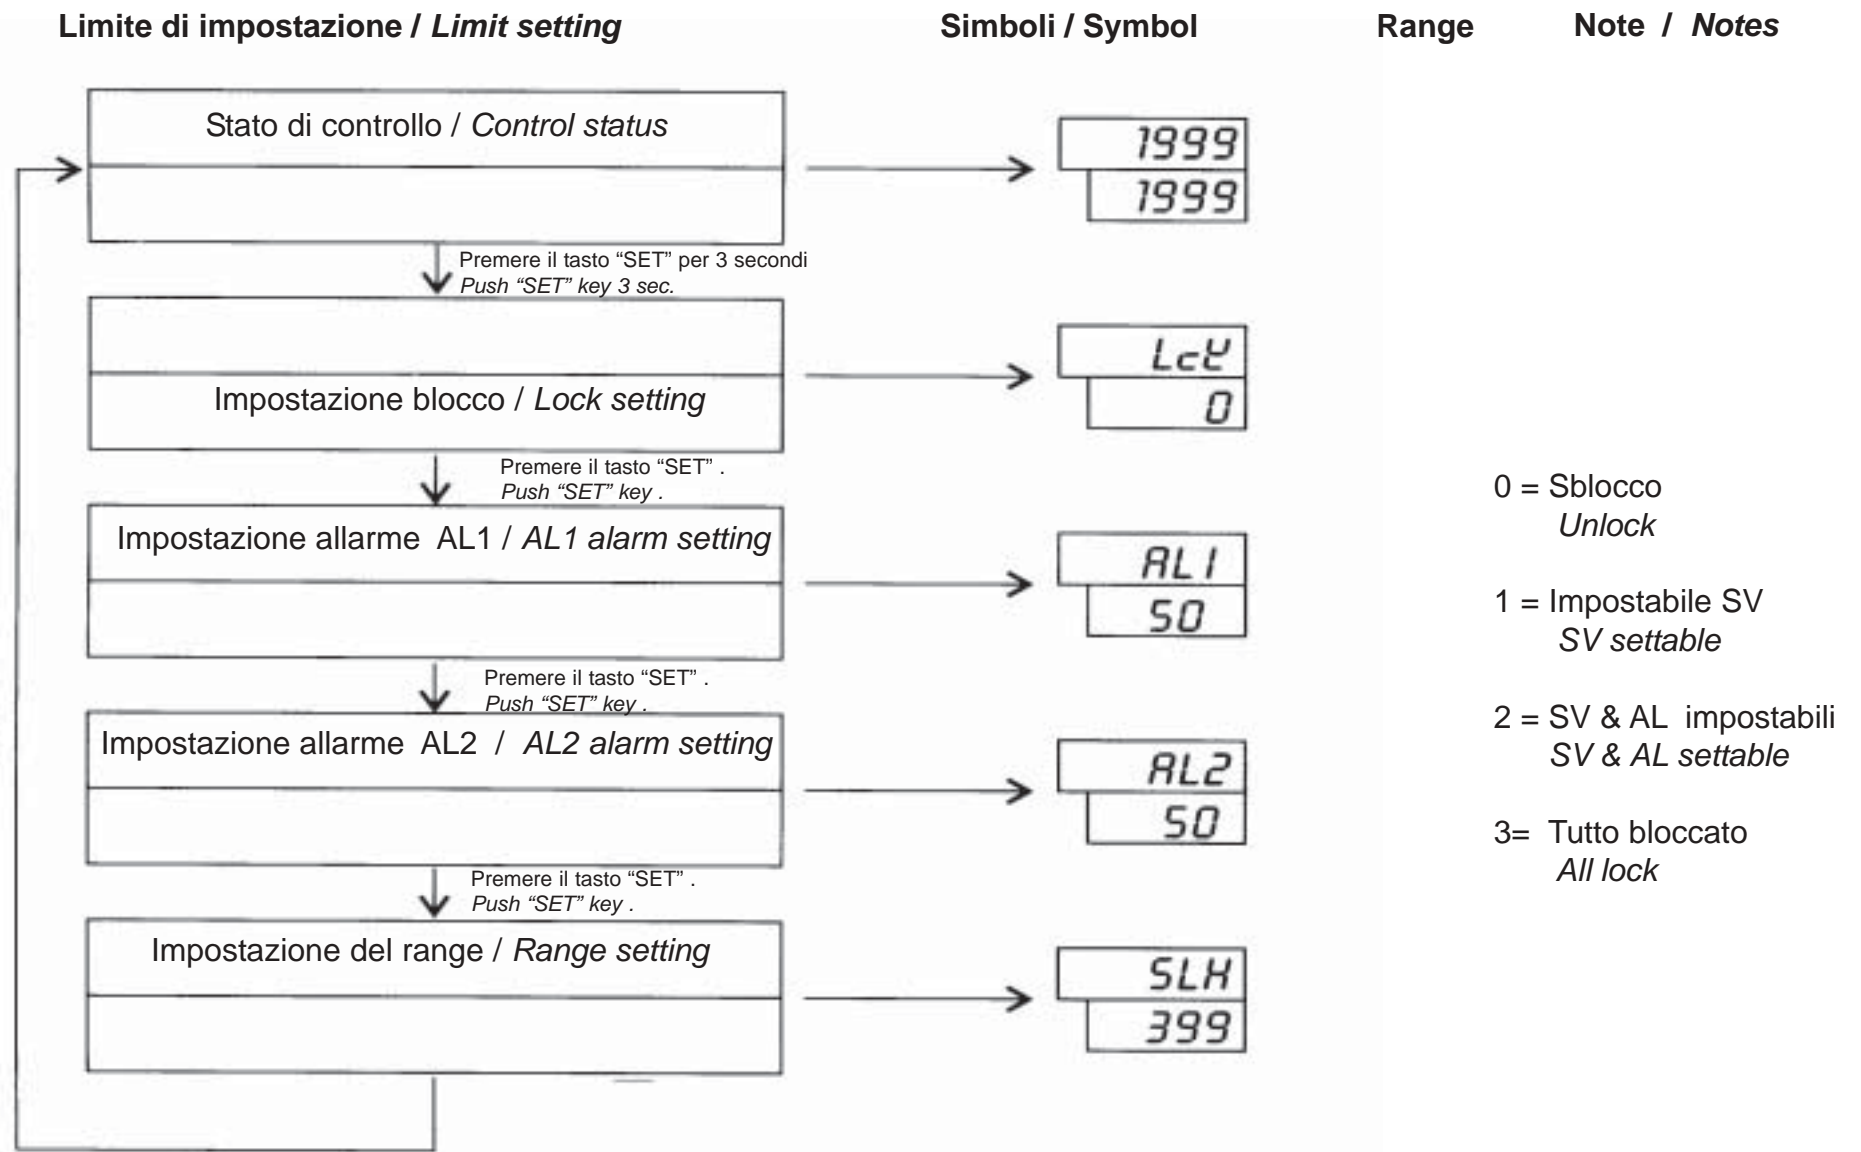 Limite di impostazione / Limit setting
Simboli / Symbol
Range
Note / Notes
Stato di controllo / Control status
1999
1999
Premere il tasto “SET” per 3 secondi
Push “SET” key 3 sec.
LcY
0
Impostazione blocco / Lock setting
Premere il tasto “SET” .
Push “SET” key .
Impostazione allarme AL1 / AL1 alarm setting
AL1
50
Premere il tasto “SET” .
Push “SET” key .
Impostazione allarme AL2 / AL2 alarm setting
AL2
50
Premere il tasto “SET” .
Push “SET” key .
Impostazione del range / Range setting
SLH
399
0 = Sblocco
Unlock
1 = Impostabile SV
SV settable
2 = SV & AL impostabili
SV & AL settable
3= Tutto bloccato
All lock